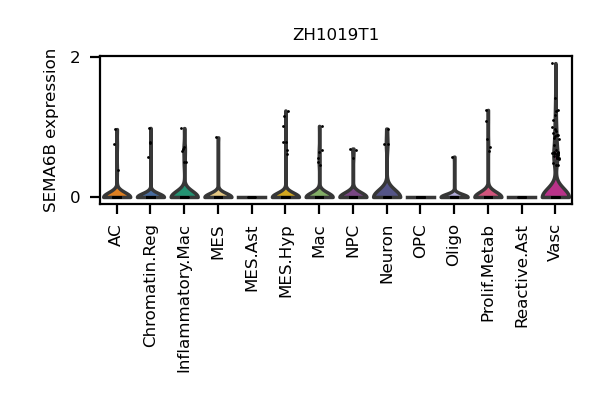 ZH1019T1
SEMA6B expression
2
0
AC
Chromatin.Reg
Inflammatory.Mac
MES
MES.Ast
MES.Hyp
Mac
NPC
Neuron
OPC
Oligo
Prolif.Metab
Reactive.Ast
Vasc